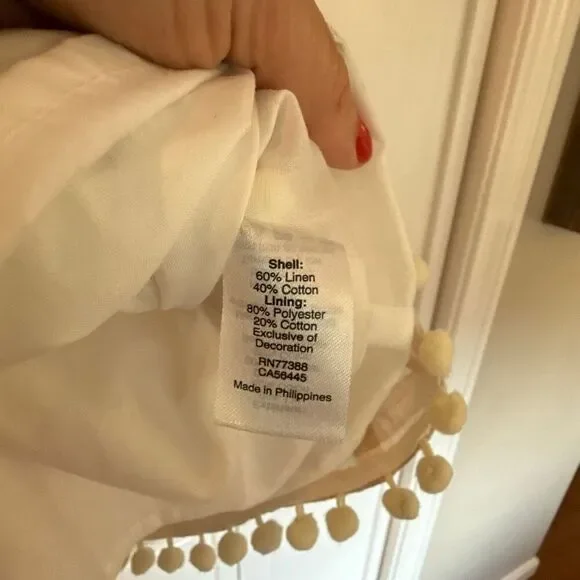 Shell:
60% Linen
40% Cotton
Lining:
80% Polyester
20% Cotton
Exclusive of
Decoration
RN77388
CA56445
Made in Philippines